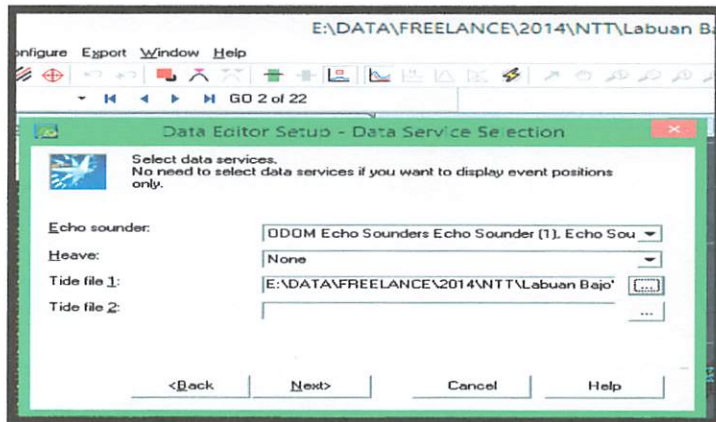 E:\DATA\FREELANCE\2014\NTT\Labuan Ba
nfigure Export Window Help
GO 2 of 22
Data Editor Setup - Data Service Selection
Select data services.
No need to select data services if you want to display event positions
only.
Echo sounder: ODOM Echo Sounders Echo Sounder (1), Echo Sou
Heave: None
Tide file 1: E:\DATA\FREELANCE\2014\NTT\Labuan Bajo' ...
Tide file 2: ...
<Back Next> Cancel Help